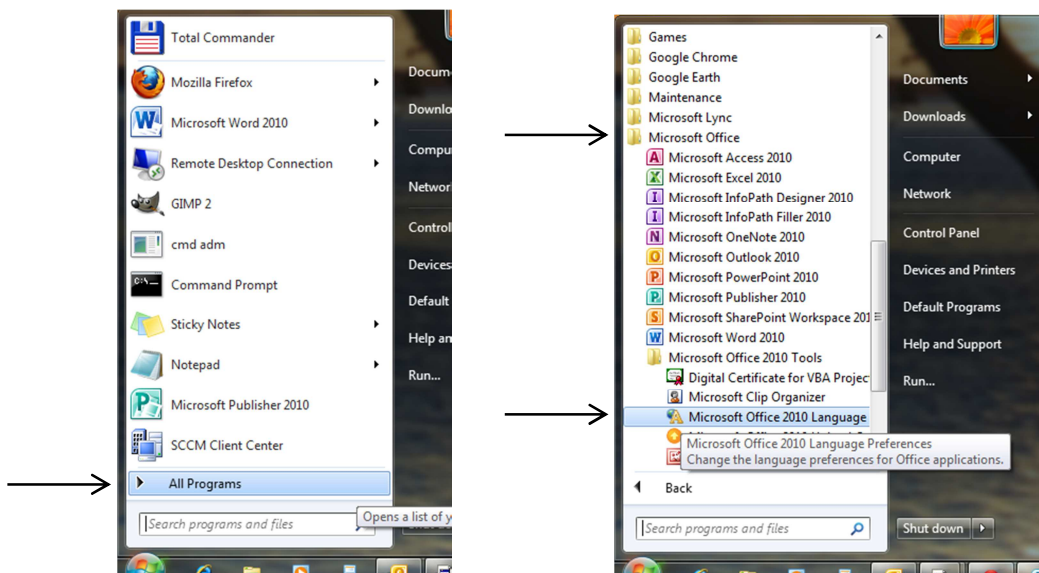 Total Commander
Mozilla Firefox
Microsoft Word 2010
Remote Desktop Connection
GIMP 2
cmd adm
Command Prompt
Sticky Notes
Notepad
Microsoft Publisher 2010
SCCM Client Center
All Programs
Search programs and files
Opens a list of y
Docum
Downlo
Compu
Networ
Control
Devices
Default
Help an
Run...
Games
Google Chrome
Google Earth
Maintenance
Microsoft Lync
Microsoft Office
Microsoft Access 2010
Microsoft Excel 2010
Microsoft InfoPath Designer 2010
Microsoft InfoPath Filler 2010
Microsoft OneNote 2010
Microsoft Outlook 2010
Microsoft PowerPoint 2010
Microsoft Publisher 2010
Microsoft SharePoint Workspace 201
Microsoft Word 2010
Microsoft Office 2010 Tools
Digital Certificate for VBA Projec
Microsoft Clip Organizer
Microsoft Office 2010 Language
Microsoft Office 2010 Language Preferences
Change the language preferences for Office applications.
Back
Search programs and files
Documents
Downloads
Computer
Network
Control Panel
Devices and Printers
Default Programs
Help and Support
Run...
Shut down